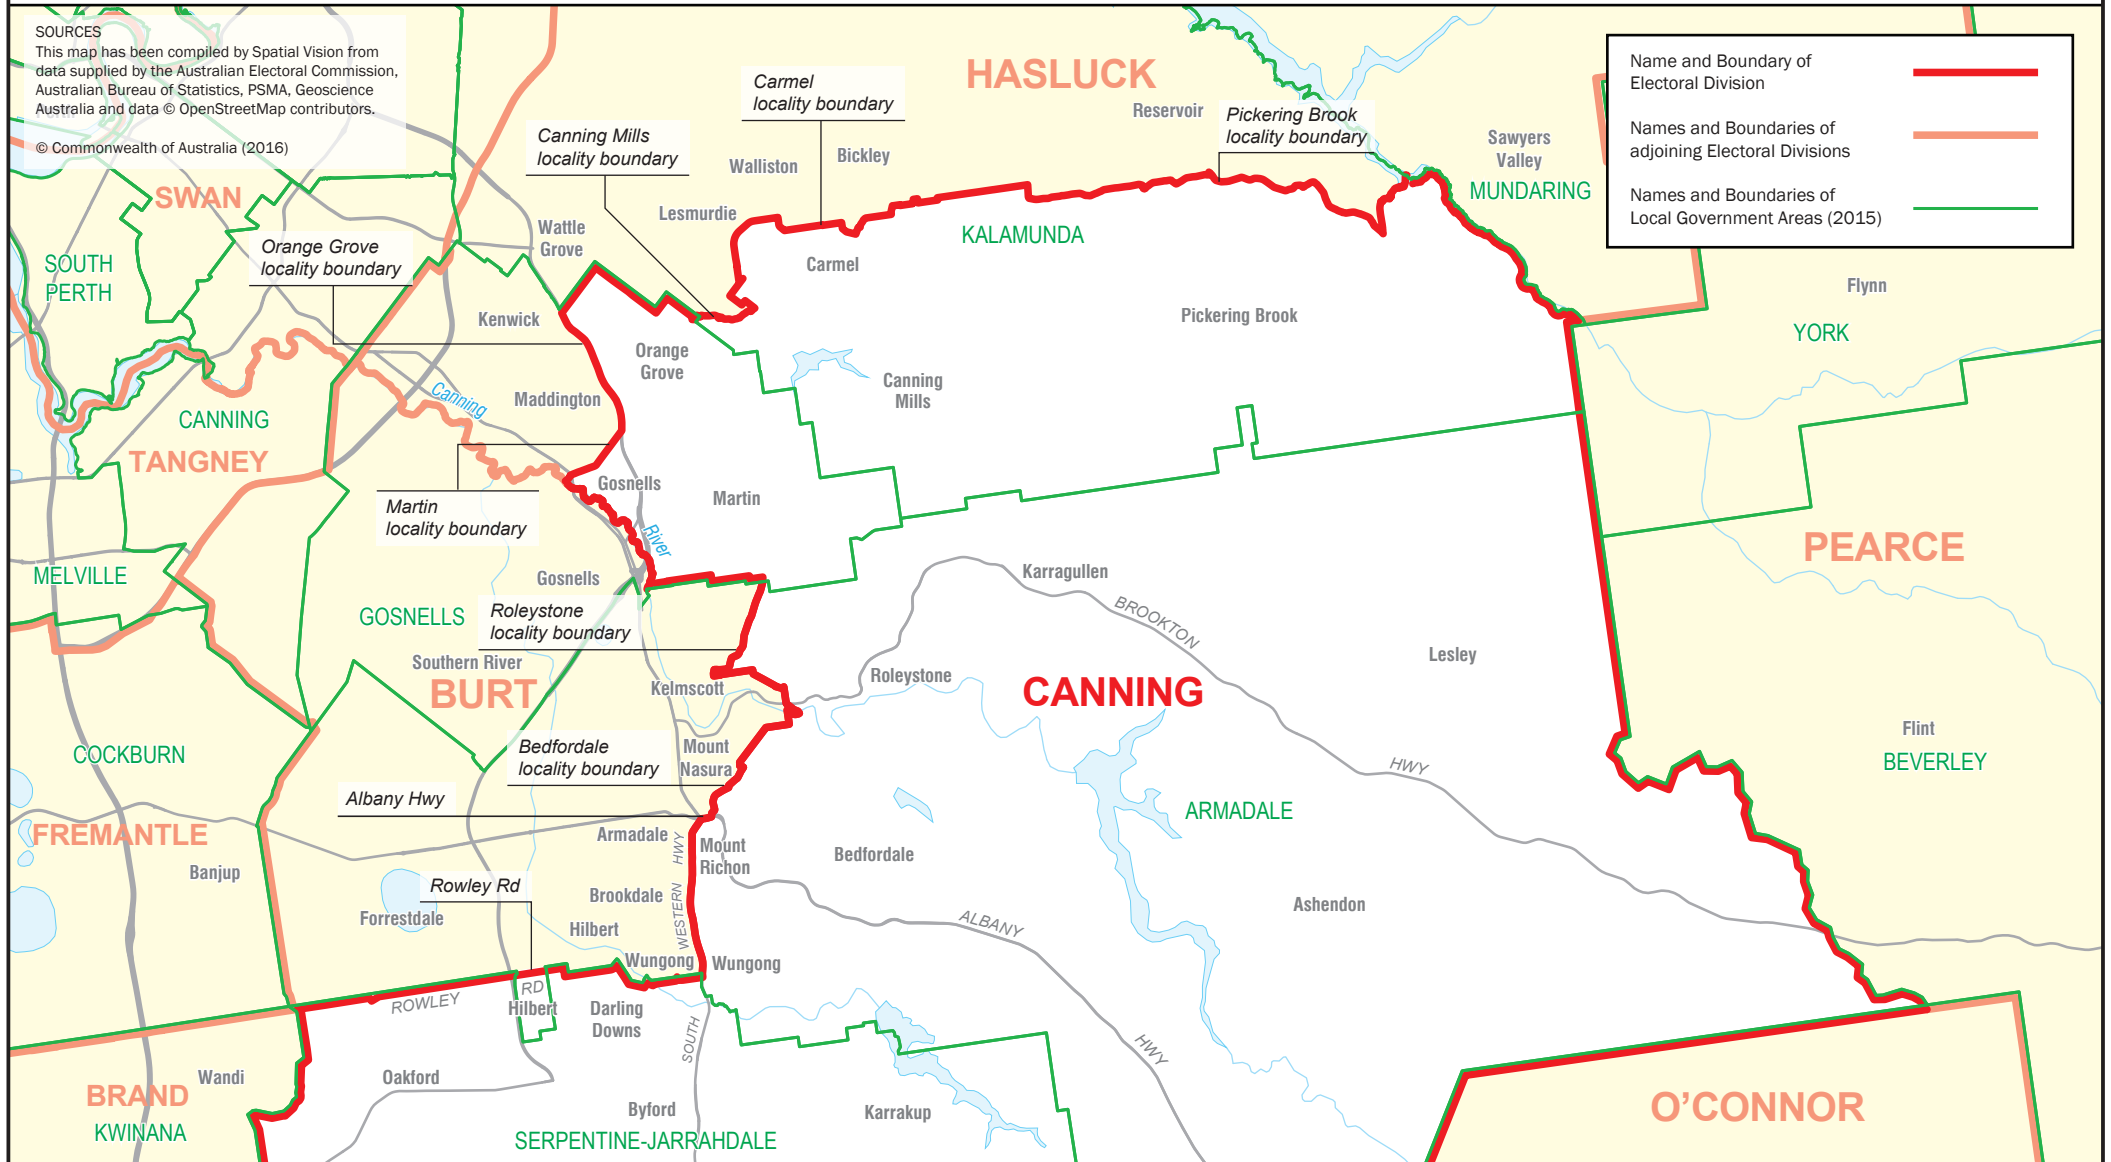 SOURCES
This map has been compiled by Spatial Vision from
data supplied by the Australian Electoral Commission,
Australian Bureau of Statistics, PSMA, Geoscience
Australia and data © OpenStreetMap contributors.
© Commonwealth of Australia (2016)
Name and Boundary of
Electoral Division
Names and Boundaries of
adjoining Electoral Divisions
Names and Boundaries of
Local Government Areas (2015)
HASLUCK
Carmel
locality boundary
Reservoir
Pickering Brook
locality boundary
Canning Mills
locality boundary
Sawyers
Valley
MUNDARING
Walliston
Bickley
SWAN
Lesmurdie
Wattle
Grove
KALAMUNDA
Orange Grove
locality boundary
SOUTH
PERTH
Carmel
Flynn
Kenwick
Pickering Brook
YORK
Orange
Grove
Canning
Mills
Maddington
Canning
CANNING
TANGNEY
Gosnells
Martin
Martin
locality boundary
River
PEARCE
MELVILLE
Gosnells
Karragullen
BROOKTON
GOSNELLS
Roleystone
locality boundary
Southern River
Lesley
BURT
Kelmscott
Roleystone
CANNING
Flint
COCKBURN
Bedfordale
locality boundary
Mount
Nasura
HWY
BEVERLEY
Albany Hwy
ARMADALE
FREMANTLE
Armadale
HWY
Mount
Richon
Bedfordale
Banjup
Rowley Rd
Brookdale
WESTERN
Ashendon
Forrestdale
Hilbert
ALBANY
Wungong
Wungong
ROWLEY
RD
Hilbert
Darling
Downs
SOUTH
HWY
Wandi
Oakford
BRAND
KWINANA
Byford
Karrakup
O'CONNOR
SERPENTINE-JARRAHDALE